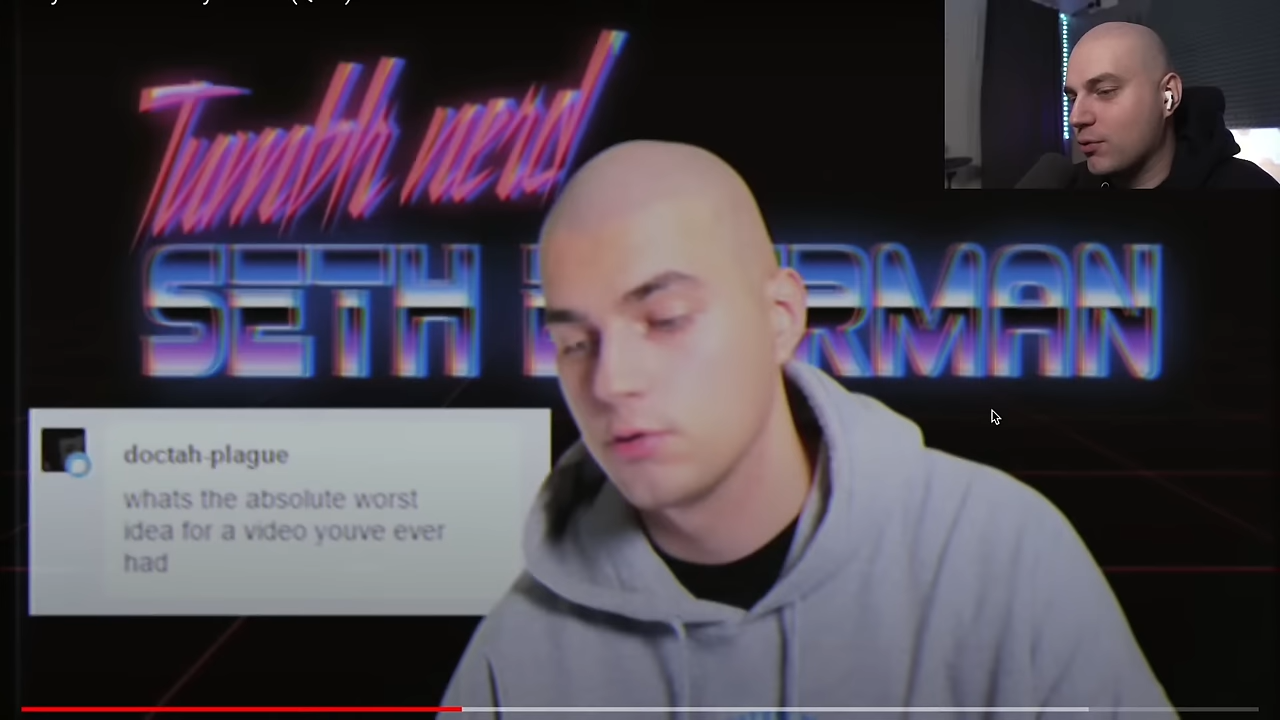 Tumblr nerd
SETH RMAN
doctah-plague
whats the absolute worst
idea for a video youve ever
had